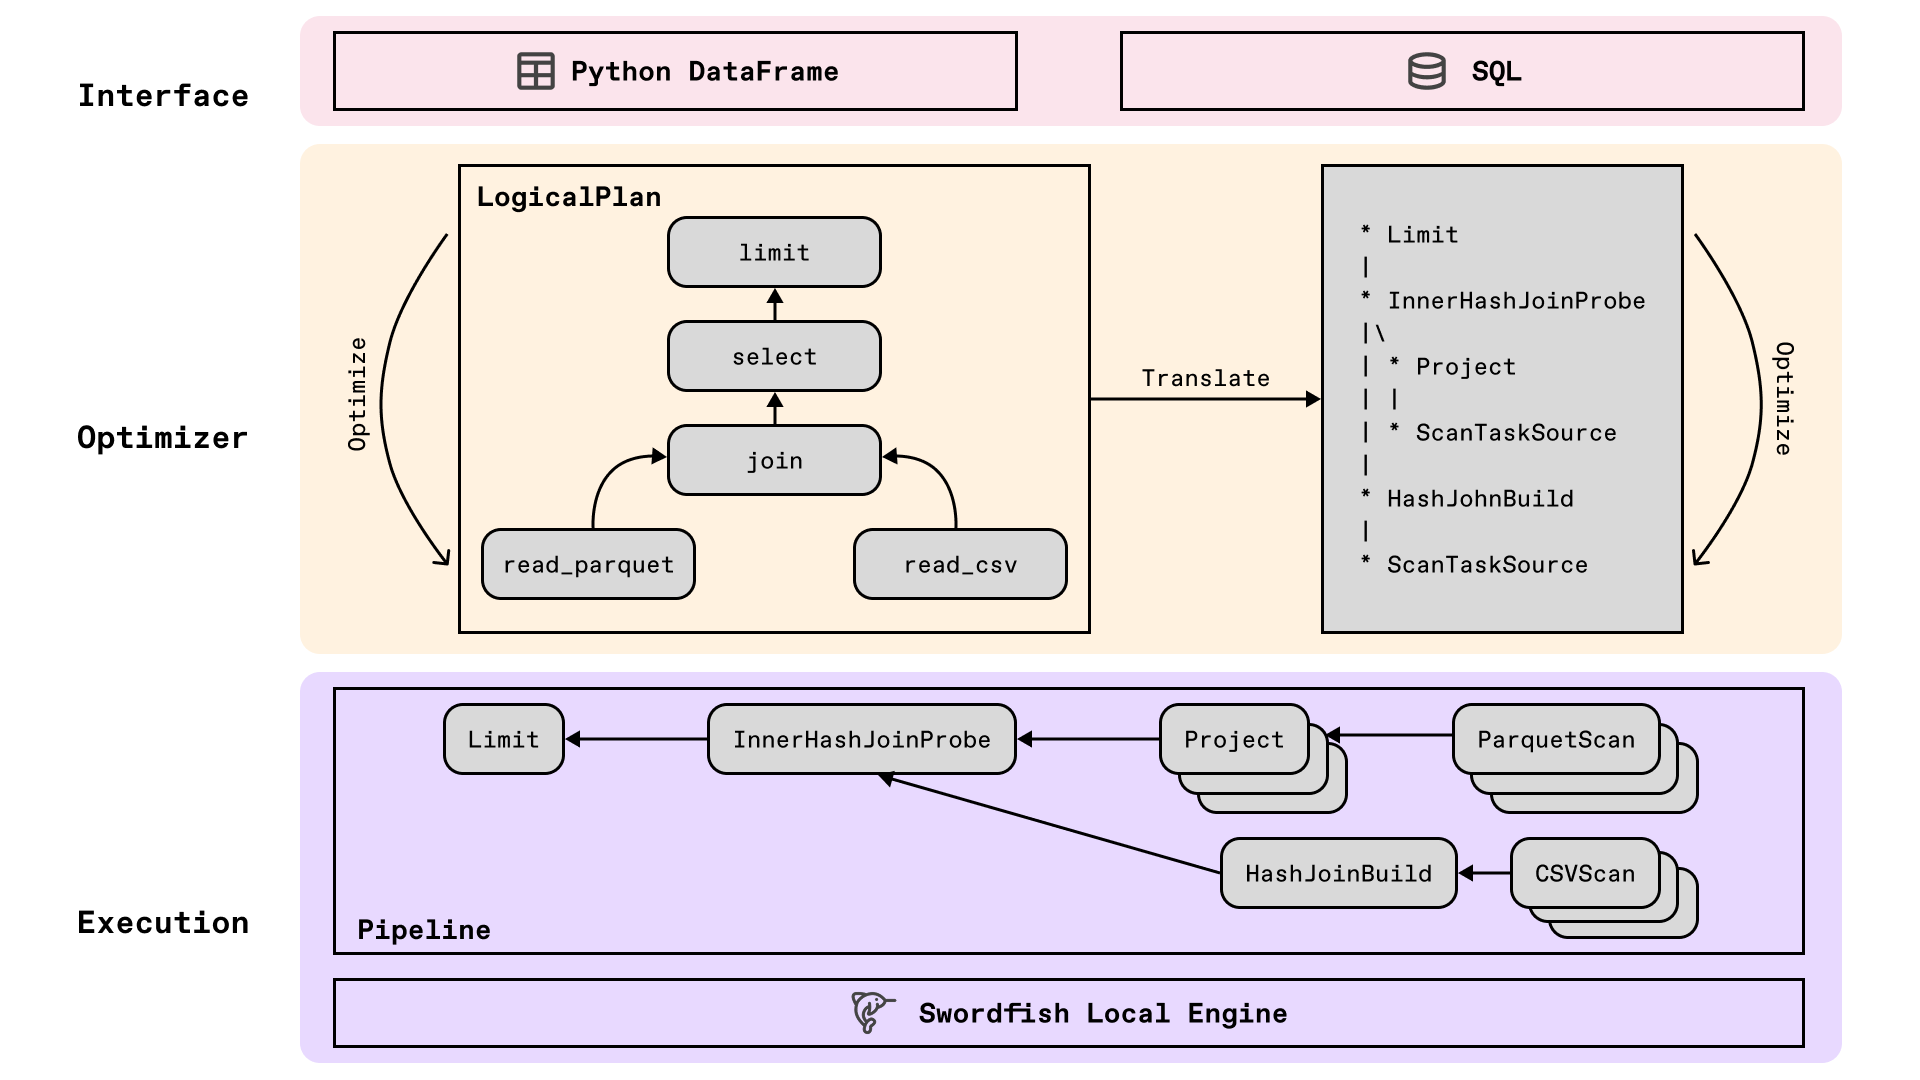 Interface
Python DataFrame
SQL
Optimizer
Optimize
LogicalPlan
limit
select
join
read_parquet
read_csv
Translate
* Limit
|
* InnerHashJoinProbe
|\
| * Project
| |
| * ScanTaskSource
|
* HashJohnBuild
|
* ScanTaskSource
Optimize
Execution
Limit
InnerHashJoinProbe
Project
ParquetScan
HashJoinBuild
CSVScan
Pipeline
Swordfish Local Engine